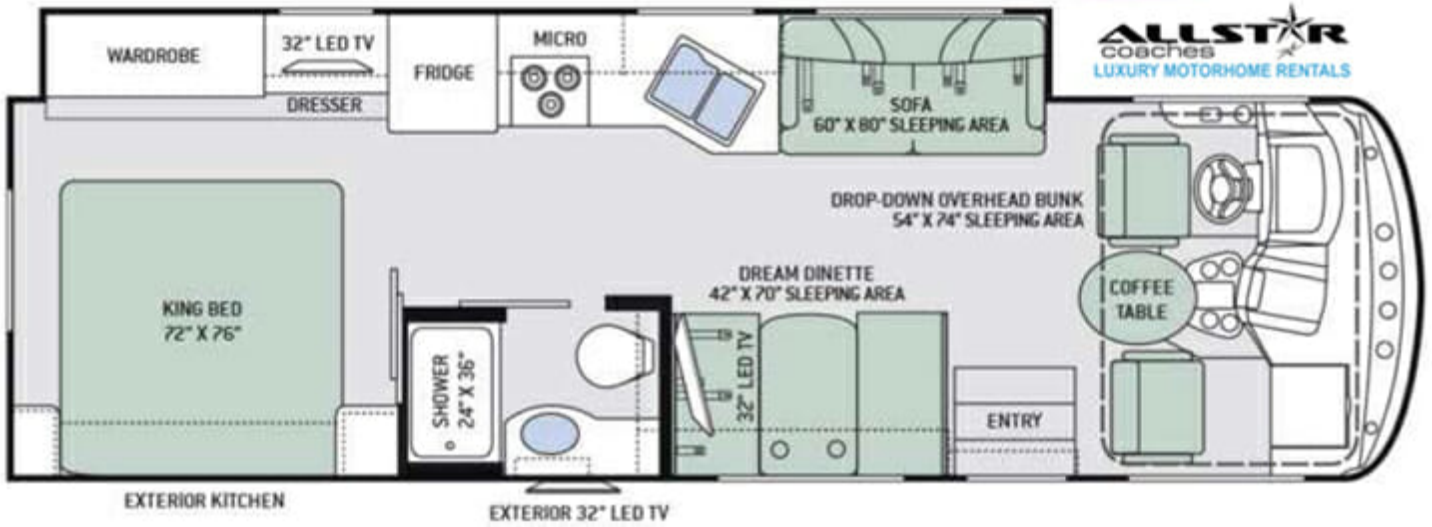 ALLSTAR
coaches
LUXURY MOTORHOME RENTALS
WARDROBE
32" LED TV
DRESSER
FRIDGE
MICRO
SOFA
60" X 80" SLEEPING AREA
DROP-DOWN OVERHEAD BUNK
54" X 74" SLEEPING AREA
DREAM DINETTE
42" X 70" SLEEPING AREA
COFFEE
TABLE
KING BED
72" X 76"
SHOWER
24" X 36"
32" LED TV
ENTRY
EXTERIOR KITCHEN
EXTERIOR 32" LED TV